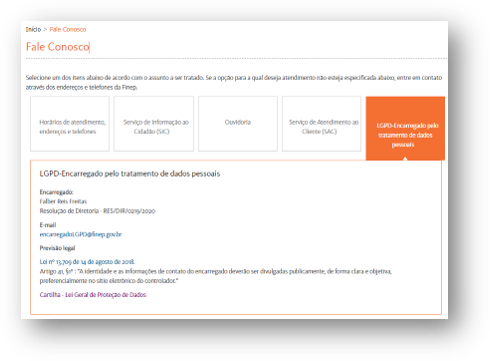 Início > Fale Conosco
Fale Conosco
Selecione um dos itens abaixo de acordo com o assunto a ser tratado. Se a opção para a qual deseja atendimento não esteja especificada abaixo, entre em contato
através dos endereços e telefones da Finep.
Horários de atendimento,
endereços e telefones
Serviço de Informação ao
Cidadão (SIC)
Ouvidoria
Serviço de Atendimento ao
Cliente (SAC)
LGPD-Encarregado pelo
tratamento de dados
pessoais
LGPD-Encarregado pelo tratamento de dados pessoais
Encarregado:
Falber Reis Freitas
Resolução de Diretoria - RES/DIR/0219/2020
E-mail
encarregadoLGPD@finep.gov.br
Previsão legal
Lei nº 13.709 de 14 de agosto de 2018.
Artigo 41, §1º : "A identidade e as informações de contato do encarregado deverão ser divulgadas publicamente, de forma clara e objetiva,
preferencialmente no sítio eletrônico do controlador."
Cartilha - Lei Geral de Proteção de Dados